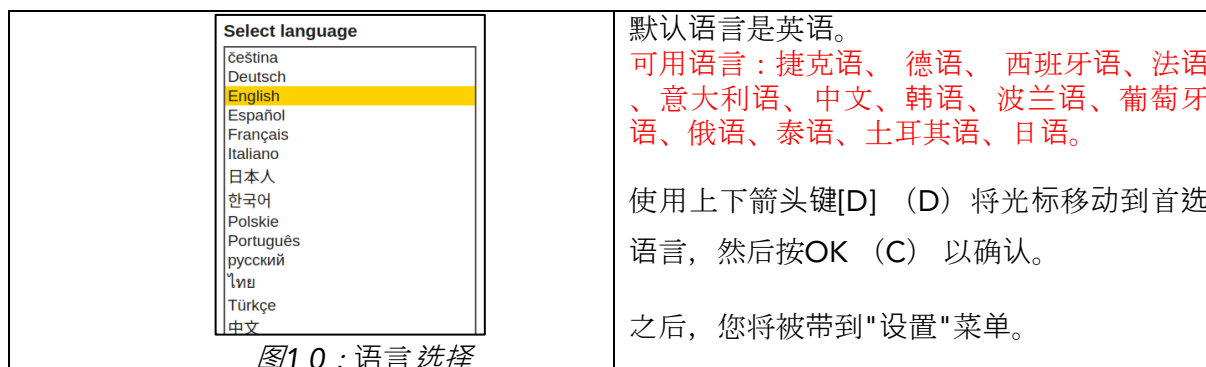 Select language
čeština
Deutsch
English
Español
Français
Italiano
日本人
한국어
Polskie
Português
русский
ไทย
Türkçe
中文
图1 0：语言选择
默认语言是英语。
可用语言：捷克语、 德语、 西班牙语、法语
、意大利语、中文、韩语、波兰语、葡萄牙
语、俄语、泰语、土耳其语、日语。
使用上下箭头键[D] （D）将光标移动到首选
语言，然后按OK （C） 以确认。
之后，您将被带到"设置"菜单。